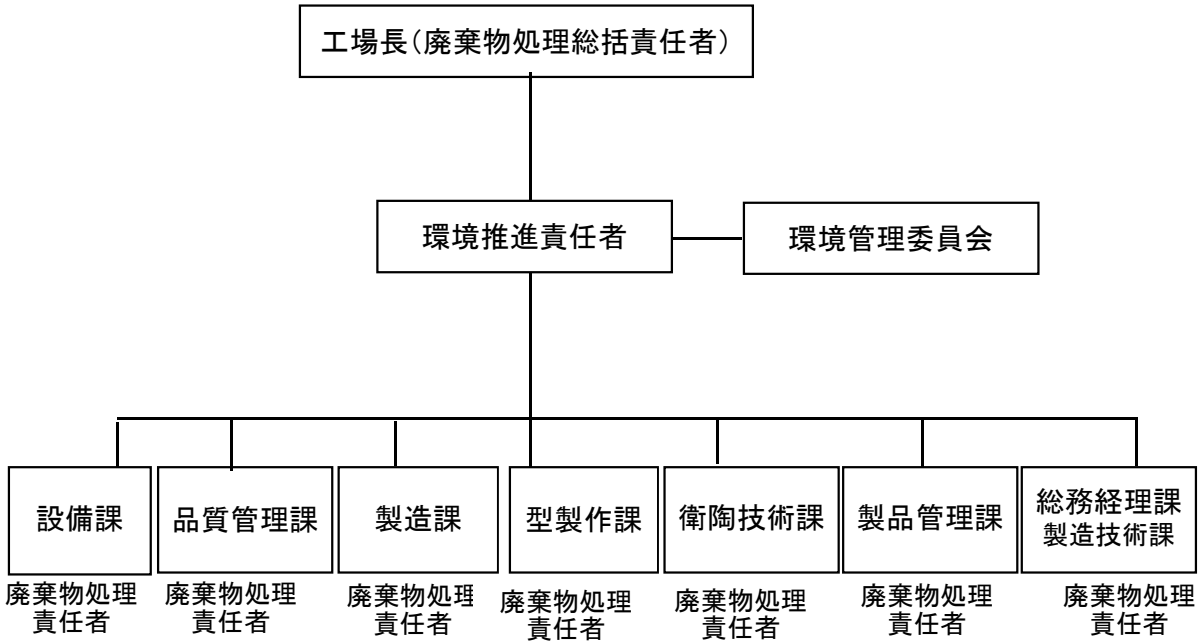 工場長(廃棄物処理総括責任者)
環境推進責任者
環境管理委員会
設備課
品質管理課
製造課
型製作課
衛陶技術課
製品管理課
総務経理課
製造技術課
廃棄物処理
責任者
廃棄物処理
責任者
廃棄物処理
責任者
廃棄物処理
責任者
廃棄物処理
責任者
廃棄物処理
責任者
廃棄物処理
責任者